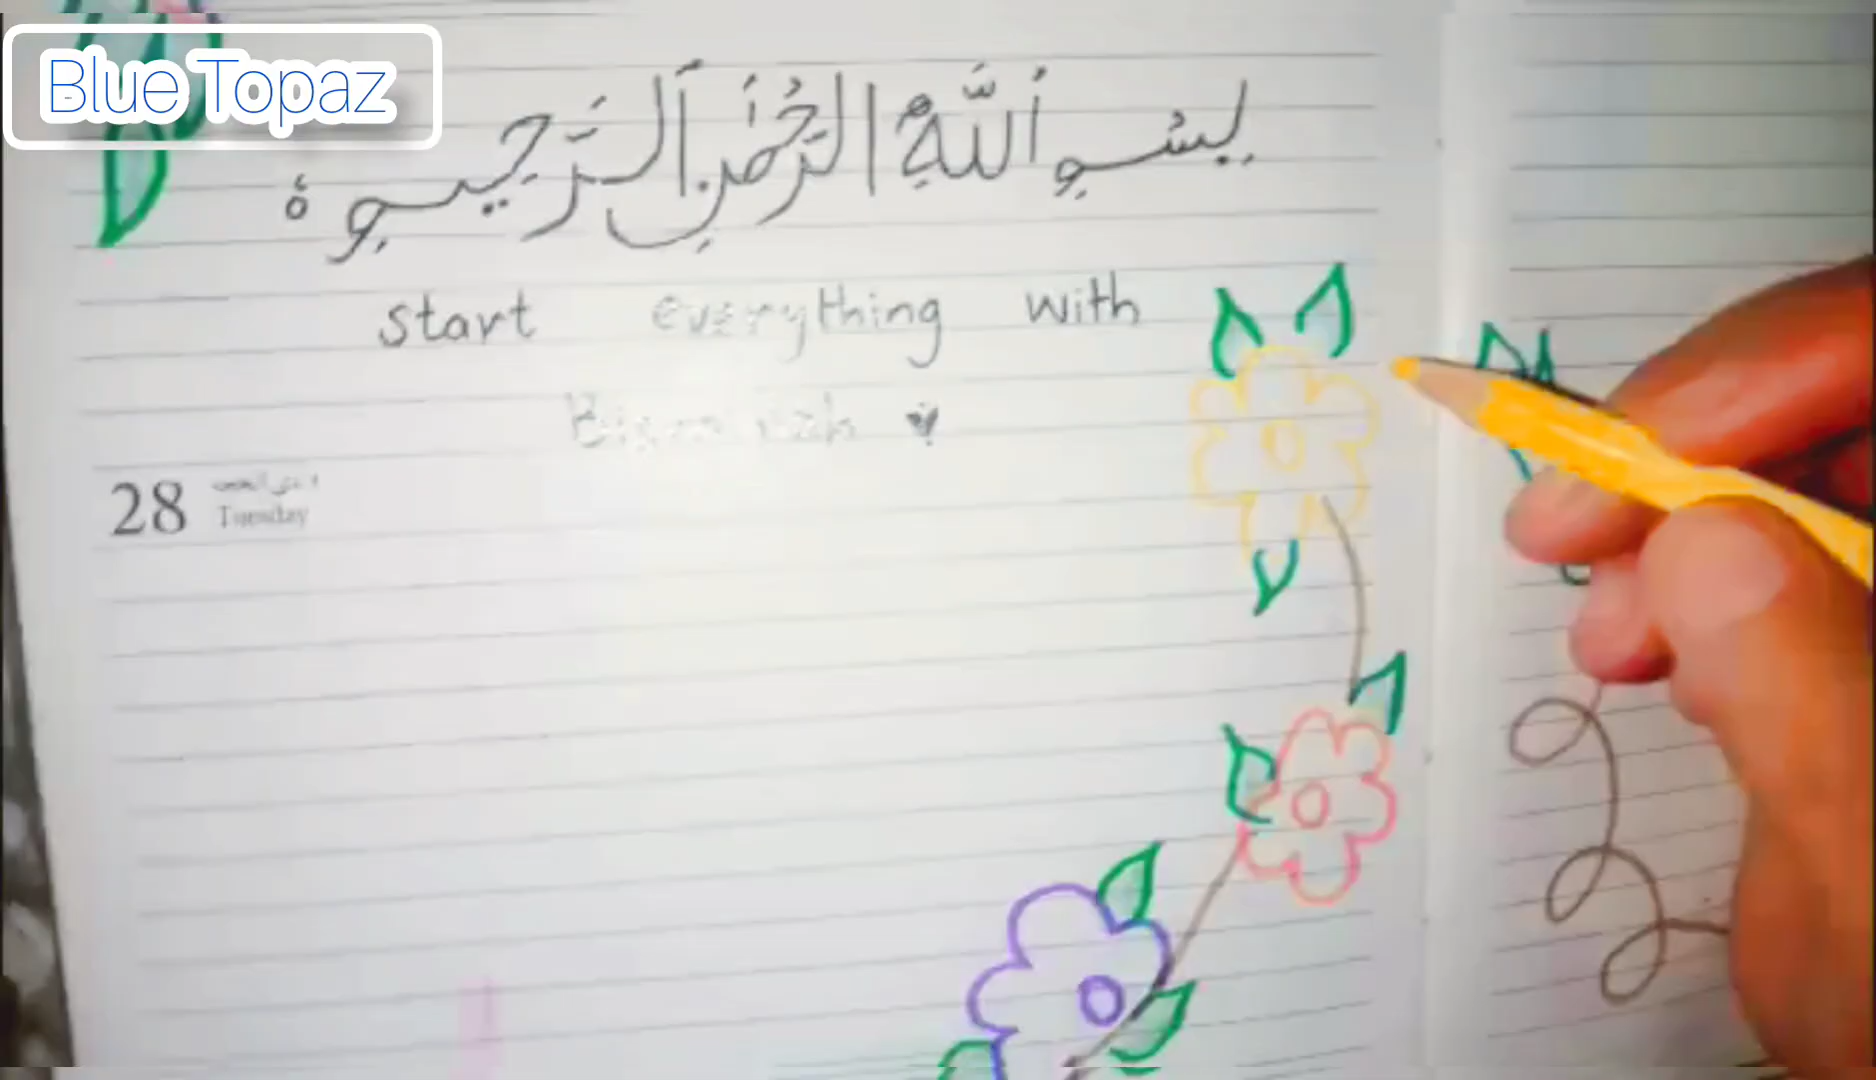 Blue Topaz
بِسْمِ اللَّهِ الرَّحْمَٰنِ الرَّحِيمِ ه
start everything with
Bismillah
28
Tuesday